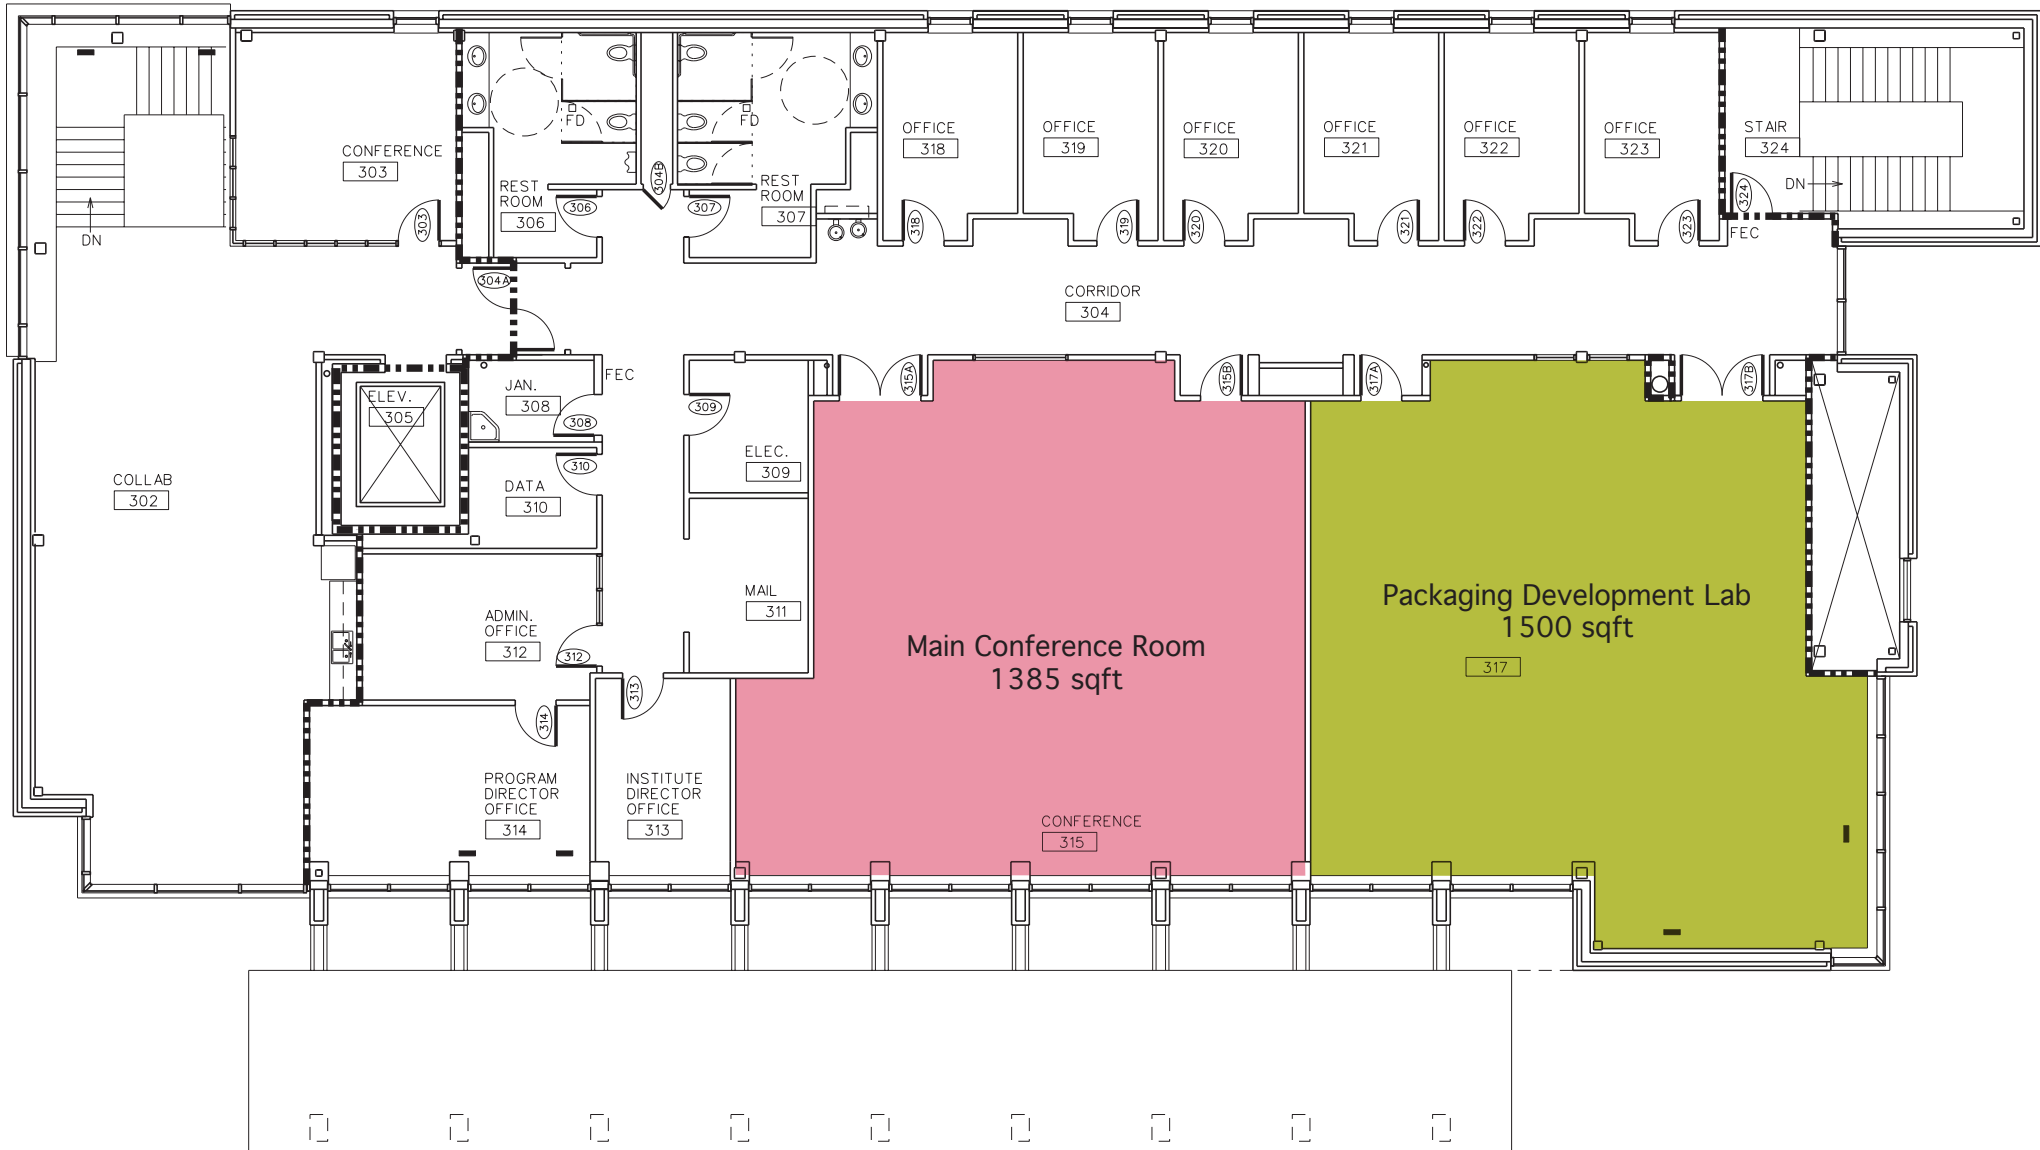 CONFERENCE
303
DN
303
REST
ROOM
306
306
FD
304B
FD
REST
ROOM
307
307
OFFICE
318
318
OFFICE
319
319
OFFICE
320
320
OFFICE
321
321
OFFICE
322
322
OFFICE
323
323
STAIR
324
DN
324
FEC
304A
CORRIDOR
304
ELEV.
305
JAN.
308
308
FEC
309
ELEC.
309
315A
315B
317A
317B
COLLAB
302
DATA
310
310
ADMIN.
OFFICE
312
312
MAIL
311
Main Conference Room
1385 sqft
Packaging Development Lab
1500 sqft
317
313
314
PROGRAM
DIRECTOR
OFFICE
314
INSTITUTE
DIRECTOR
OFFICE
313
CONFERENCE
315